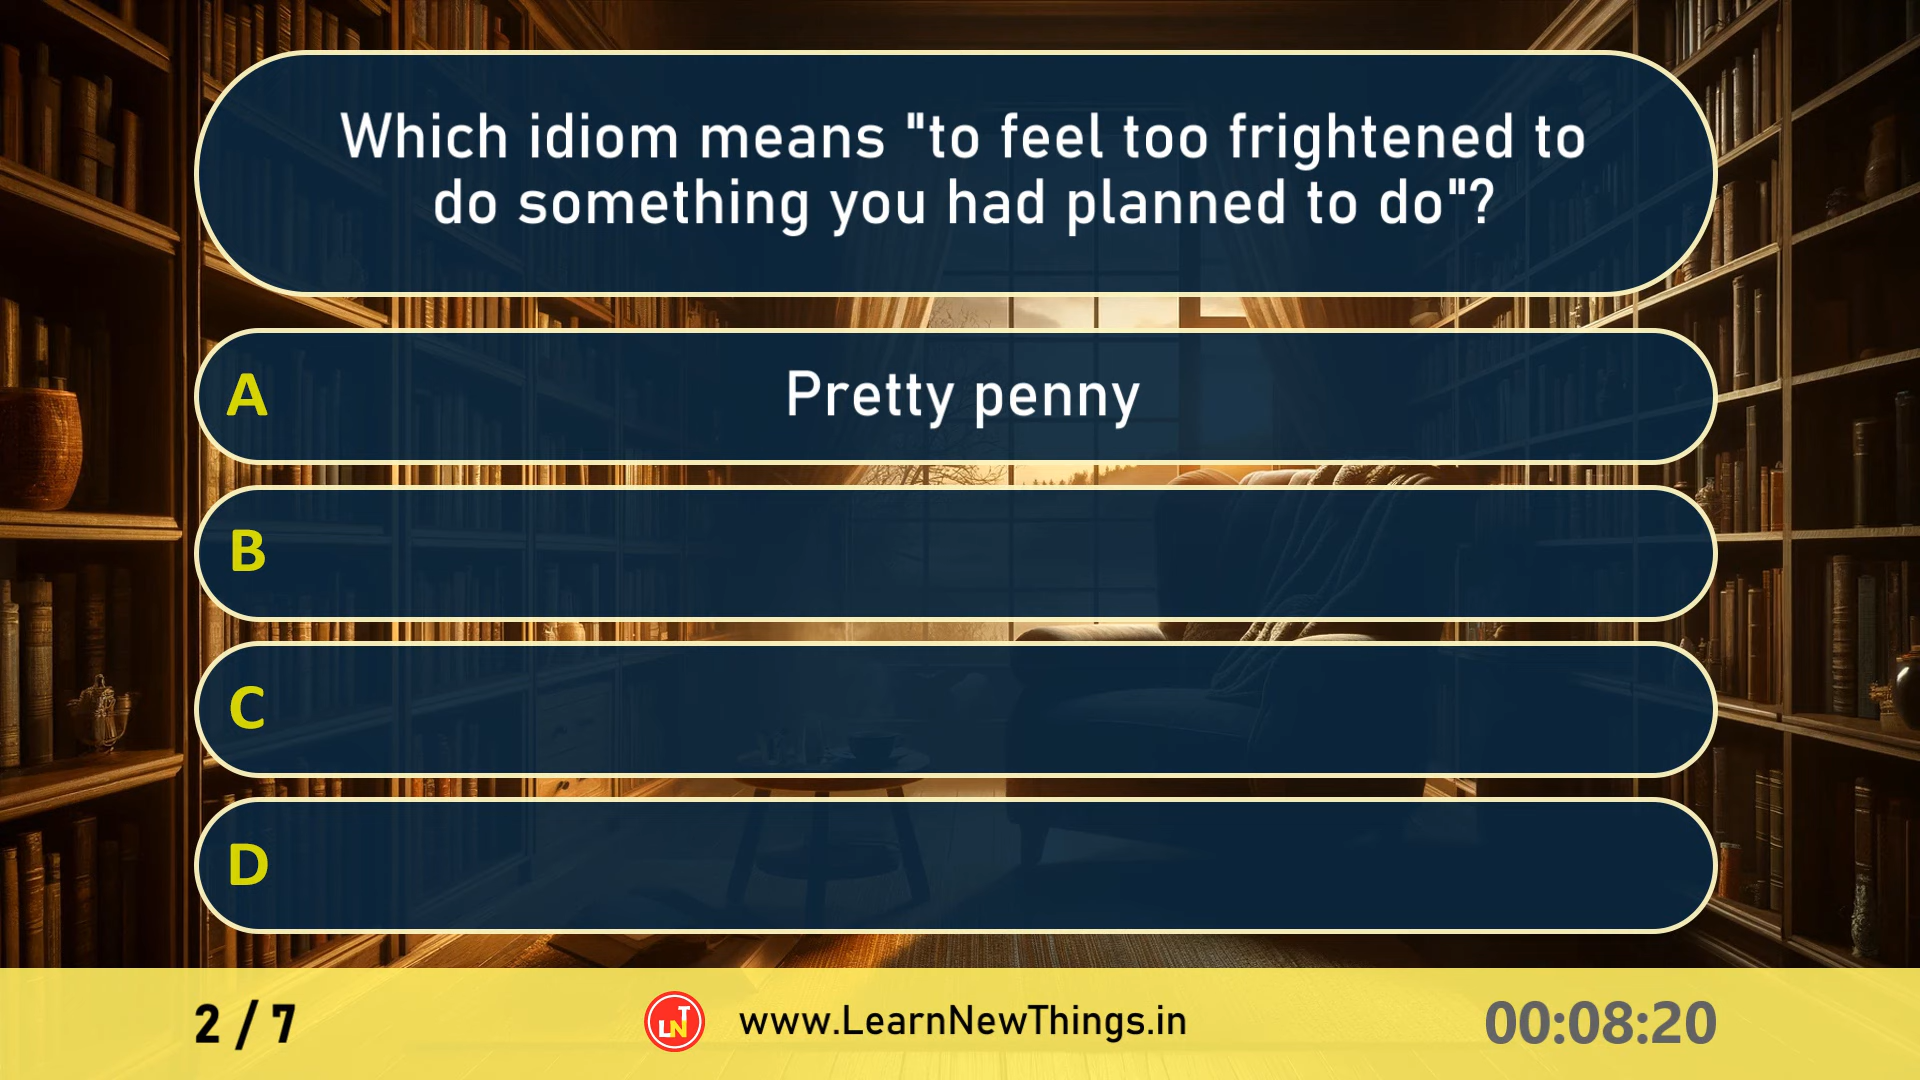 Which idiom means "to feel too frightened to
do something you had planned to do"?
A
Pretty penny
B
C
D
2 / 7
LNT
www.LearnNewThings.in
00:08:20